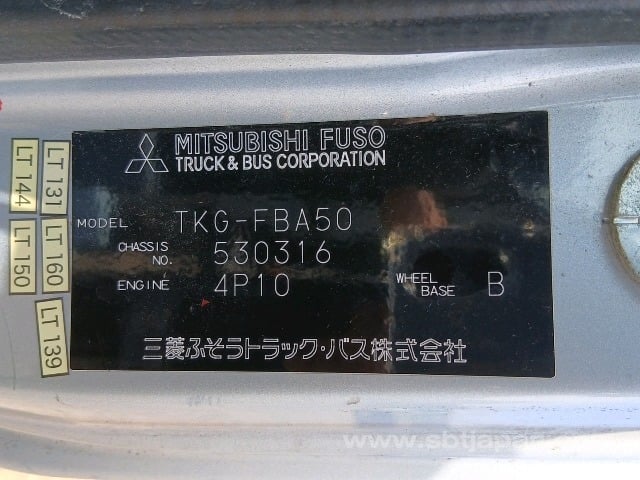 MITSUBISHI FUSO
TRUCK & BUS CORPORATION
MODEL TKG-FBA50
CHASSIS NO. 530316
ENGINE 4P10 WHEEL BASE B
三菱ふそうトラック・バス株式会社
LT 131
LT 144
LT 160
LT 150
LT 139
www.sbtjapan.com